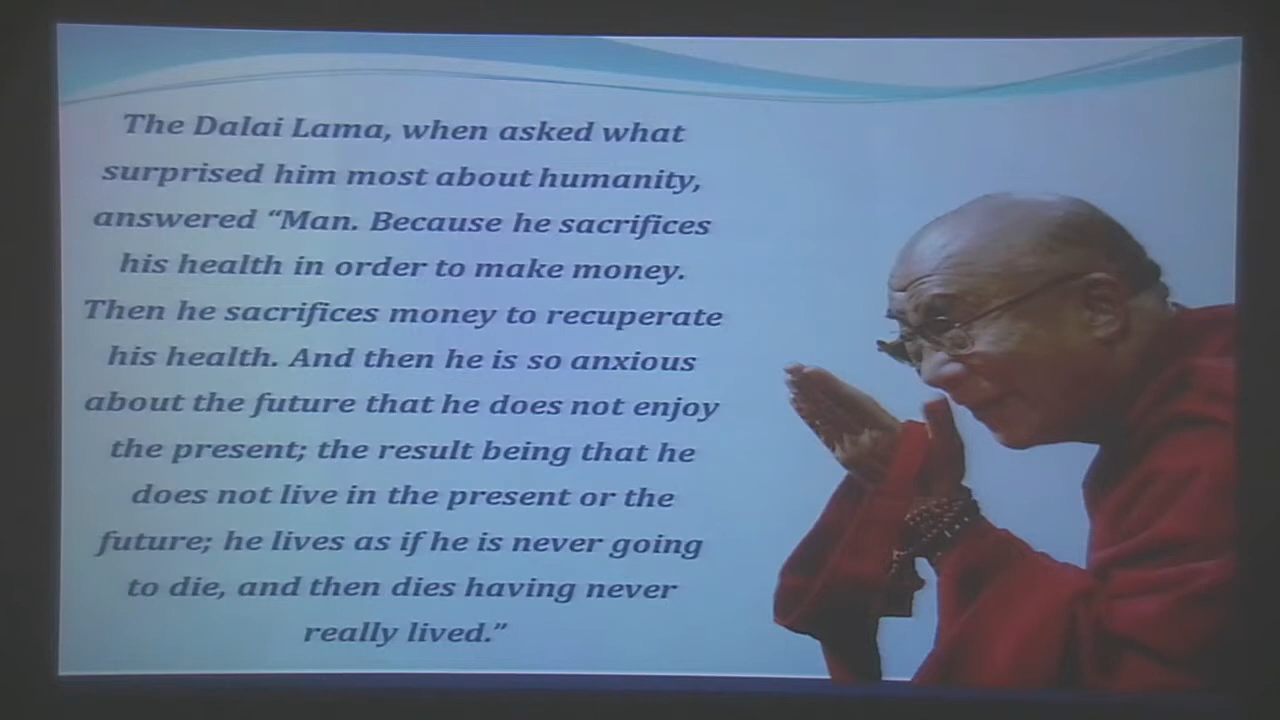 The Dalai Lama, when asked what
surprised him most about humanity,
answered “Man. Because he sacrifices
his health in order to make money.
Then he sacrifices money to recuperate
his health. And then he is so anxious
about the future that he does not enjoy
the present; the result being that he
does not live in the present or the
future; he lives as if he is never going
to die, and then dies having never
really lived.”